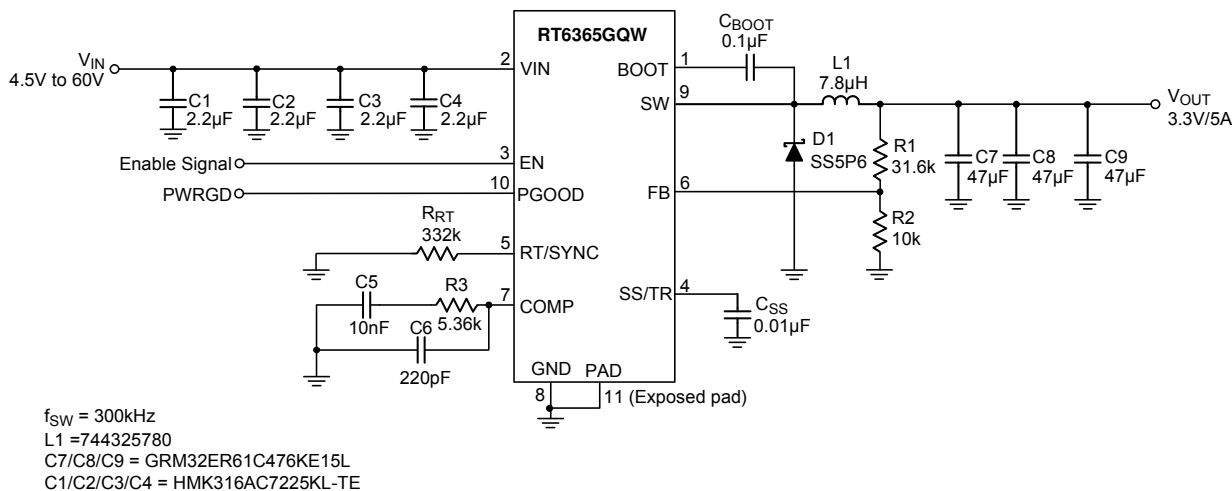 RT6365GQW
VIN
4.5V to 60V
2
VIN
C1
2.2µF
C2
2.2µF
C3
2.2µF
C4
2.2µF
Enable Signal
3
EN
PWRGD
10
PGOOD
RRT
332k
5
RT/SYNC
C5
10nF
R3
5.36k
7
COMP
C6
220pF
GND
8
PAD
11 (Exposed pad)
CBOOT
0.1µF
1
BOOT
L1
7.8µH
9
SW
VOUT
3.3V/5A
D1
SS5P6
R1
31.6k
C7
47µF
C8
47µF
C9
47µF
6
FB
R2
10k
4
SS/TR
CSS
0.01µF
fSW = 300kHz
L1 =744325780
C7/C8/C9 = GRM32ER61C476KE15L
C1/C2/C3/C4 = HMK316AC7225KL-TE